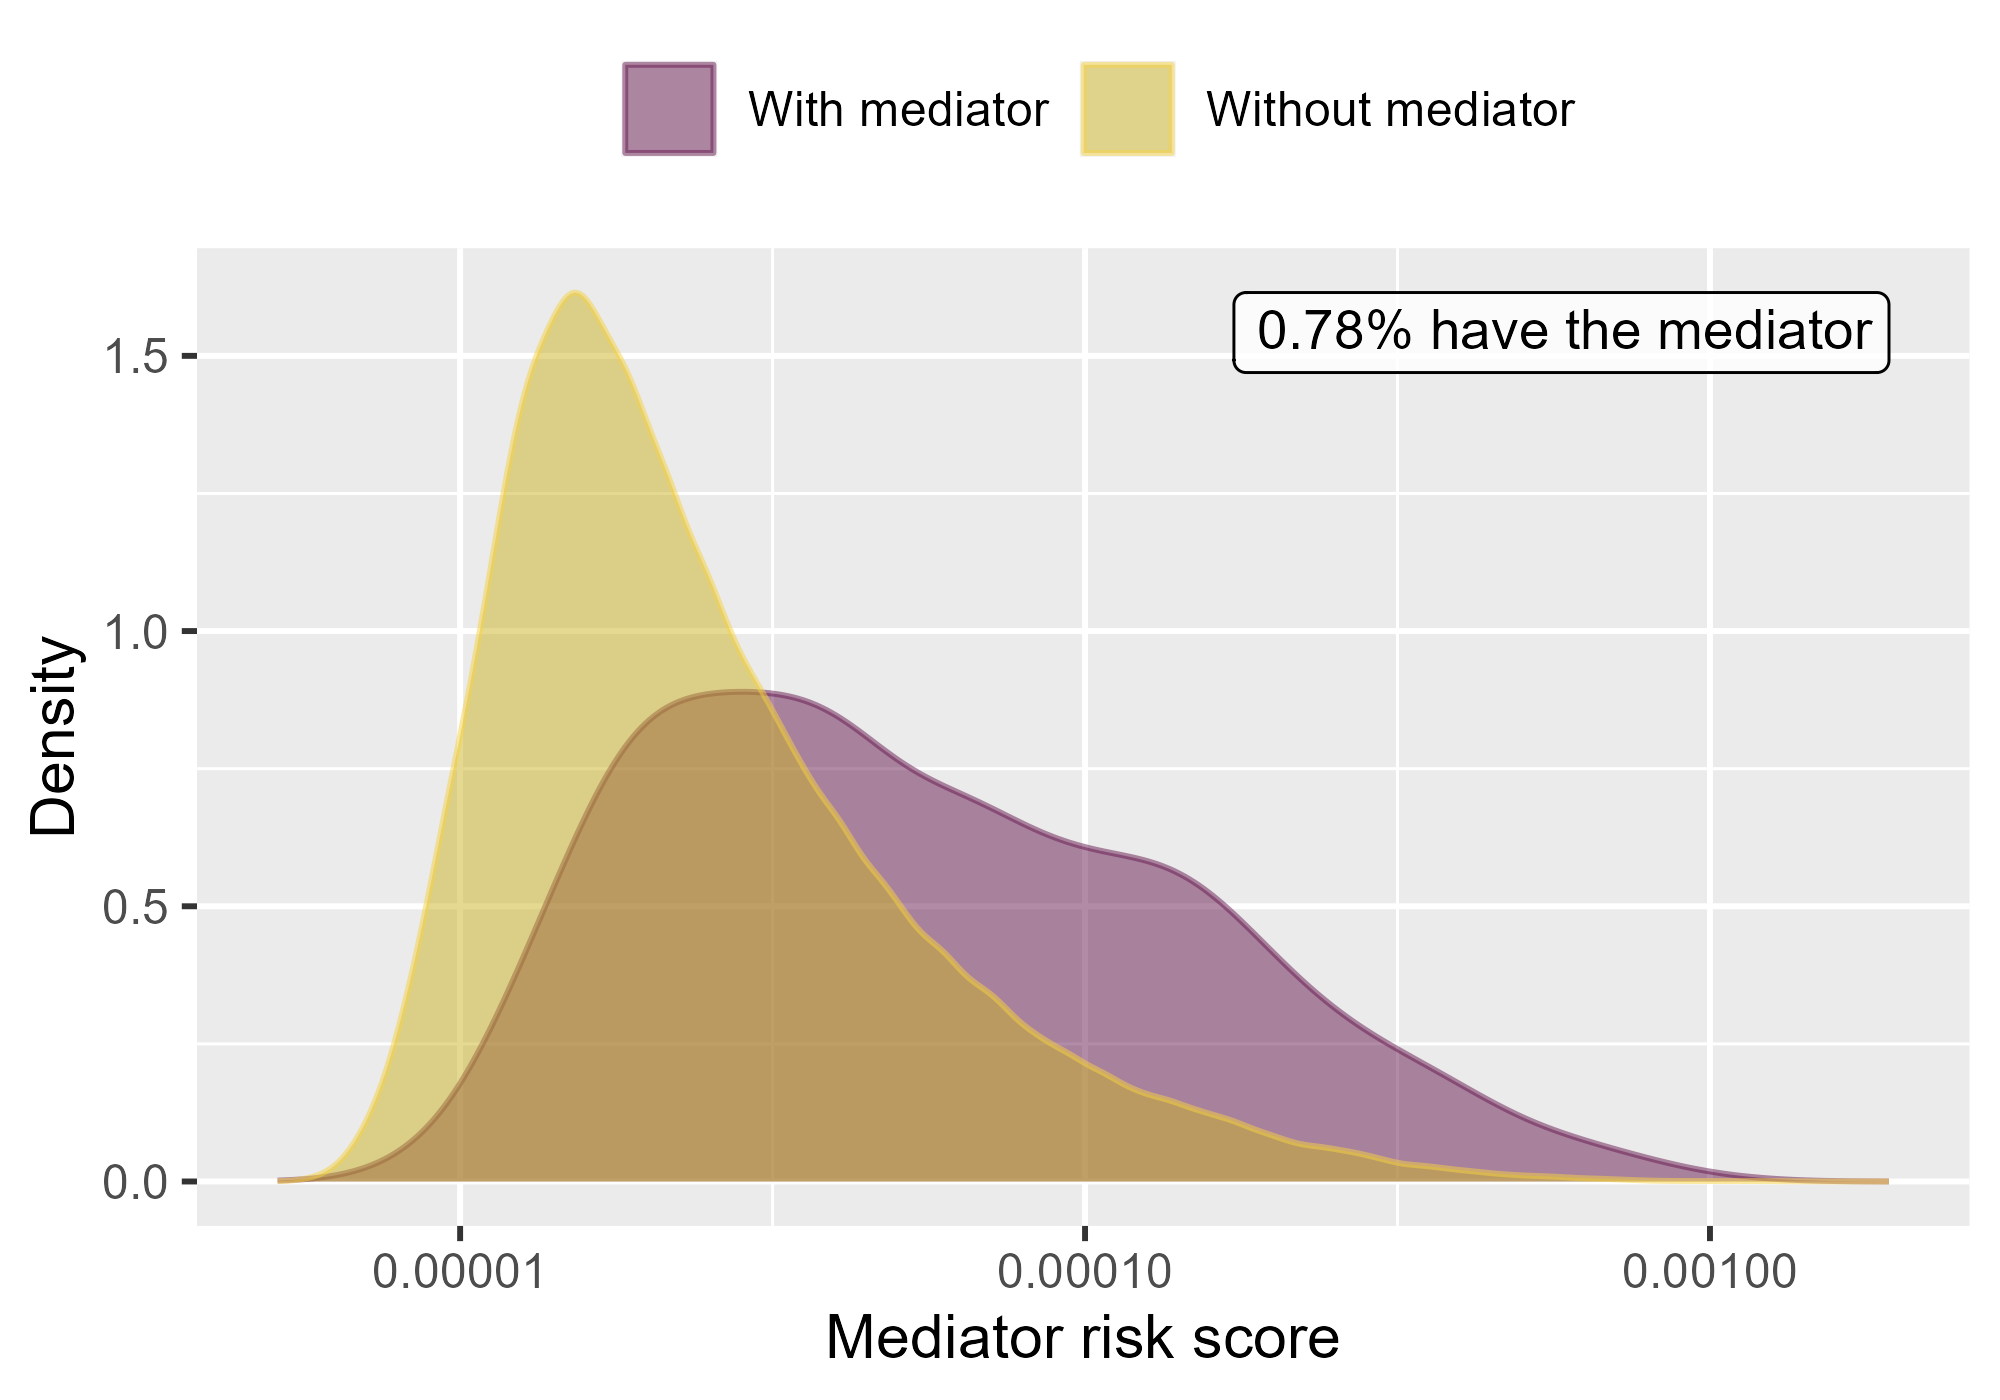 With mediator
Without mediator
0.78% have the mediator
Density
1.5
1.0
0.5
0.0
0.00001
0.00010
0.00100
Mediator risk score